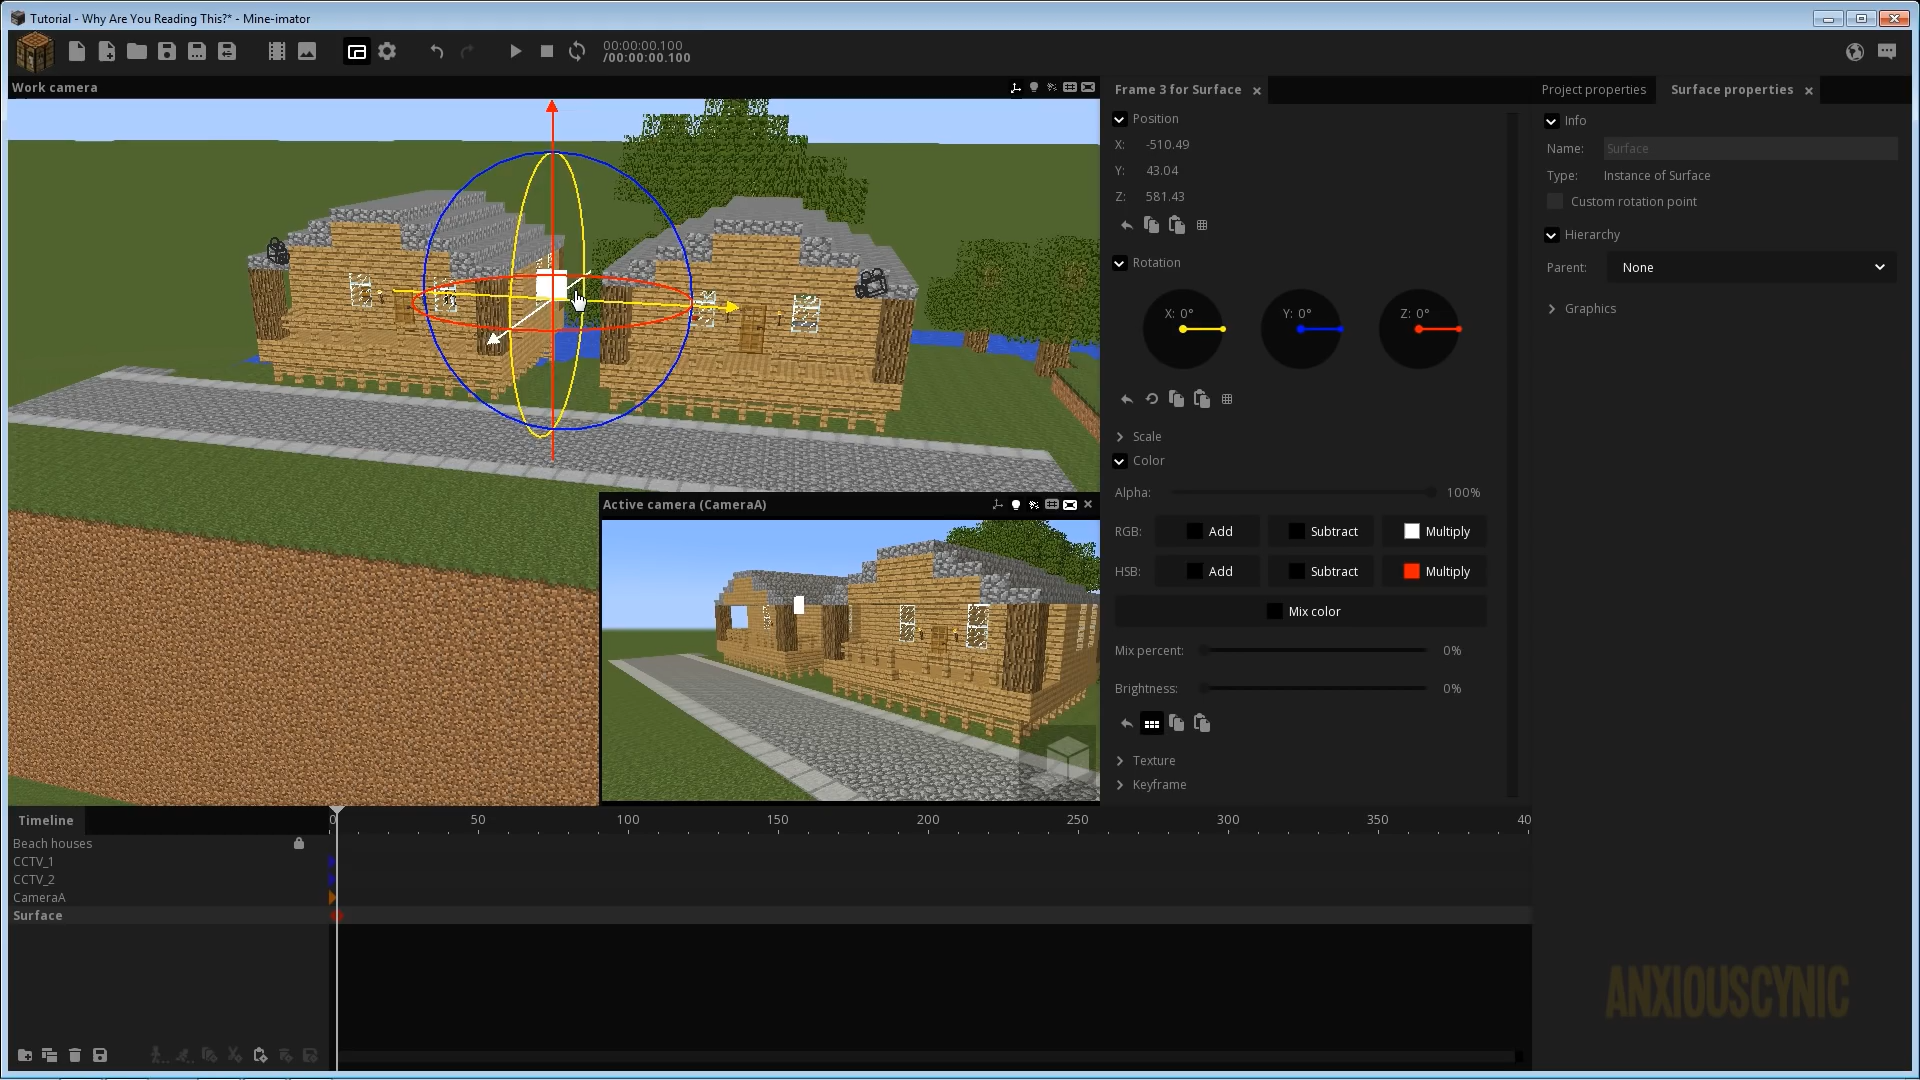 Tutorial - Why Are You Reading This?* - Mine-imator
00:00:00.100
/00:00:00.100
Work camera
Frame 3 for Surface
Position
X: -510.49
Y: 43.04
Z: 581.43
Rotation
X: 0°
Y: 0°
Z: 0°
Scale
Color
Alpha: 100%
RGB: Add Subtract Multiply
HSB: Add Subtract Multiply
Mix color
Mix percent: 0%
Brightness: 0%
Texture
Keyframe
Project properties
Surface properties
Info
Name: Surface
Type: Instance of Surface
Custom rotation point
Hierarchy
Parent: None
Graphics
Active camera (CameraA)
Timeline
0 50 100 150 200 250 300 350 40
Beach houses
CCTV_1
CCTV_2
CameraA
Surface
ANXIOUSCYNIC